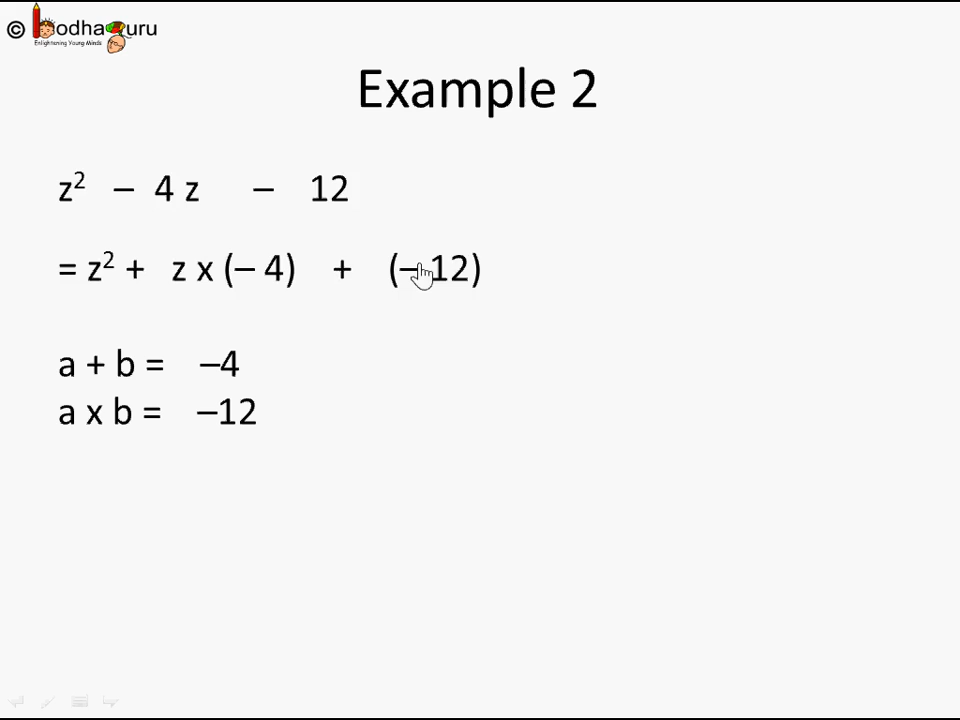 © BodhaGuru
Enlightening Young Minds
Example 2
z² – 4 z – 12
= z² + z x (– 4) + (– 12)
a + b = –4
a x b = –12